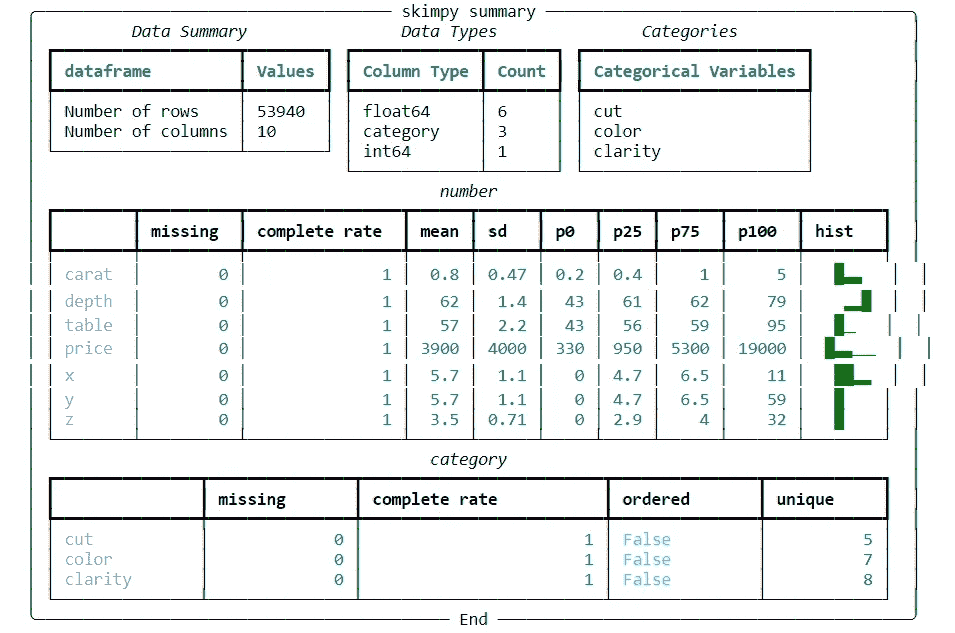 skimpy summary
Data Summary Data Types Categories
dataframe Values Column Type Count Categorical Variables
Number of rows 53940 float64 6 cut
Number of columns 10 category 3 color
int64 1 clarity
number
missing complete rate mean sd p0 p25 p75 p100 hist
carat 0 1 0.8 0.47 0.2 0.4 1 5
depth 0 1 62 1.4 43 61 62 79
table 0 1 57 2.2 43 56 59 95
price 0 1 3900 4000 330 950 5300 19000
x 0 1 5.7 1.1 0 4.7 6.5 11
y 0 1 5.7 1.1 0 4.7 6.5 59
z 0 1 3.5 0.71 0 2.9 4 32
category
missing complete rate ordered unique
cut 0 1 False 5
color 0 1 False 7
clarity 0 1 False 8
End